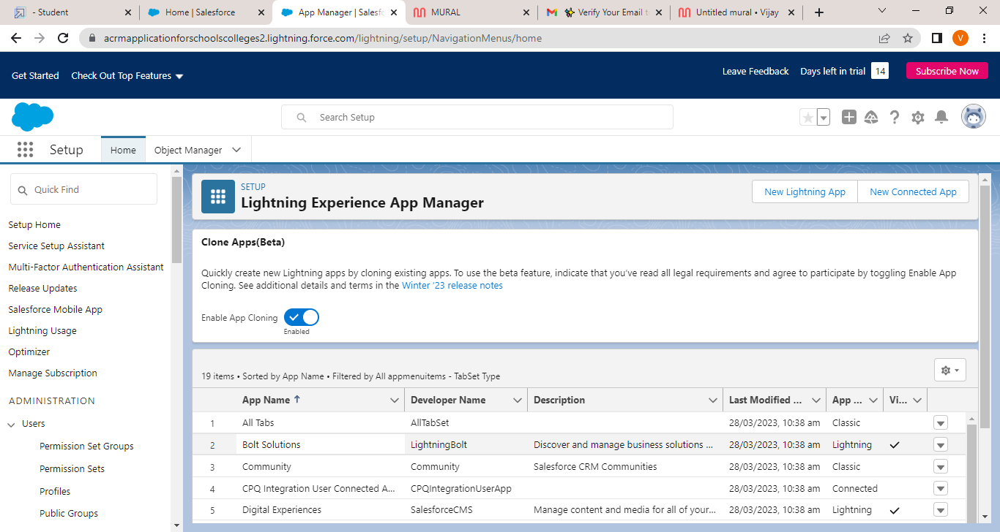 - Student
Home | Salesforce
App Manager | Salesf
MURAL
Verify Your Email t
Untitled mural • Vijay
acrmapplicationforschoolscolleges2.lightning.force.com/lightning/setup/NavigationMenus/home
V
Get Started
Check Out Top Features
Leave Feedback
Days left in trial
14
Subscribe Now
Search Setup
Setup
Home
Object Manager
Quick Find
Setup Home
Service Setup Assistant
Multi-Factor Authentication Assistant
Release Updates
Salesforce Mobile App
Lightning Usage
Optimizer
Manage Subscription
ADMINISTRATION
Users
Permission Set Groups
Permission Sets
Profiles
Public Groups
SETUP
Lightning Experience App Manager
New Lightning App
New Connected App
Clone Apps(Beta)
Quickly create new Lightning apps by cloning existing apps. To use the beta feature, indicate that you've read all legal requirements and agree to participate by toggling Enable App
Cloning. See additional details and terms in the Winter '23 release notes
Enable App Cloning
Enabled
19 items • Sorted by App Name • Filtered by All appmenuitems - TabSet Type
App Name ↑ Developer Name Description Last Modified ... App ... Vi...
1 All Tabs AllTabSet 28/03/2023, 10:38 am Classic
2 Bolt Solutions LightningBolt Discover and manage business solutions ... 28/03/2023, 10:38 am Lightning
3 Community Community Salesforce CRM Communities 28/03/2023, 10:38 am Classic
4 CPQ Integration User Connected A... CPQIntegrationUserApp 28/03/2023, 10:38 am Connected
5 Digital Experiences SalesforceCMS Manage content and media for all of your... 28/03/2023, 10:38 am Lightning